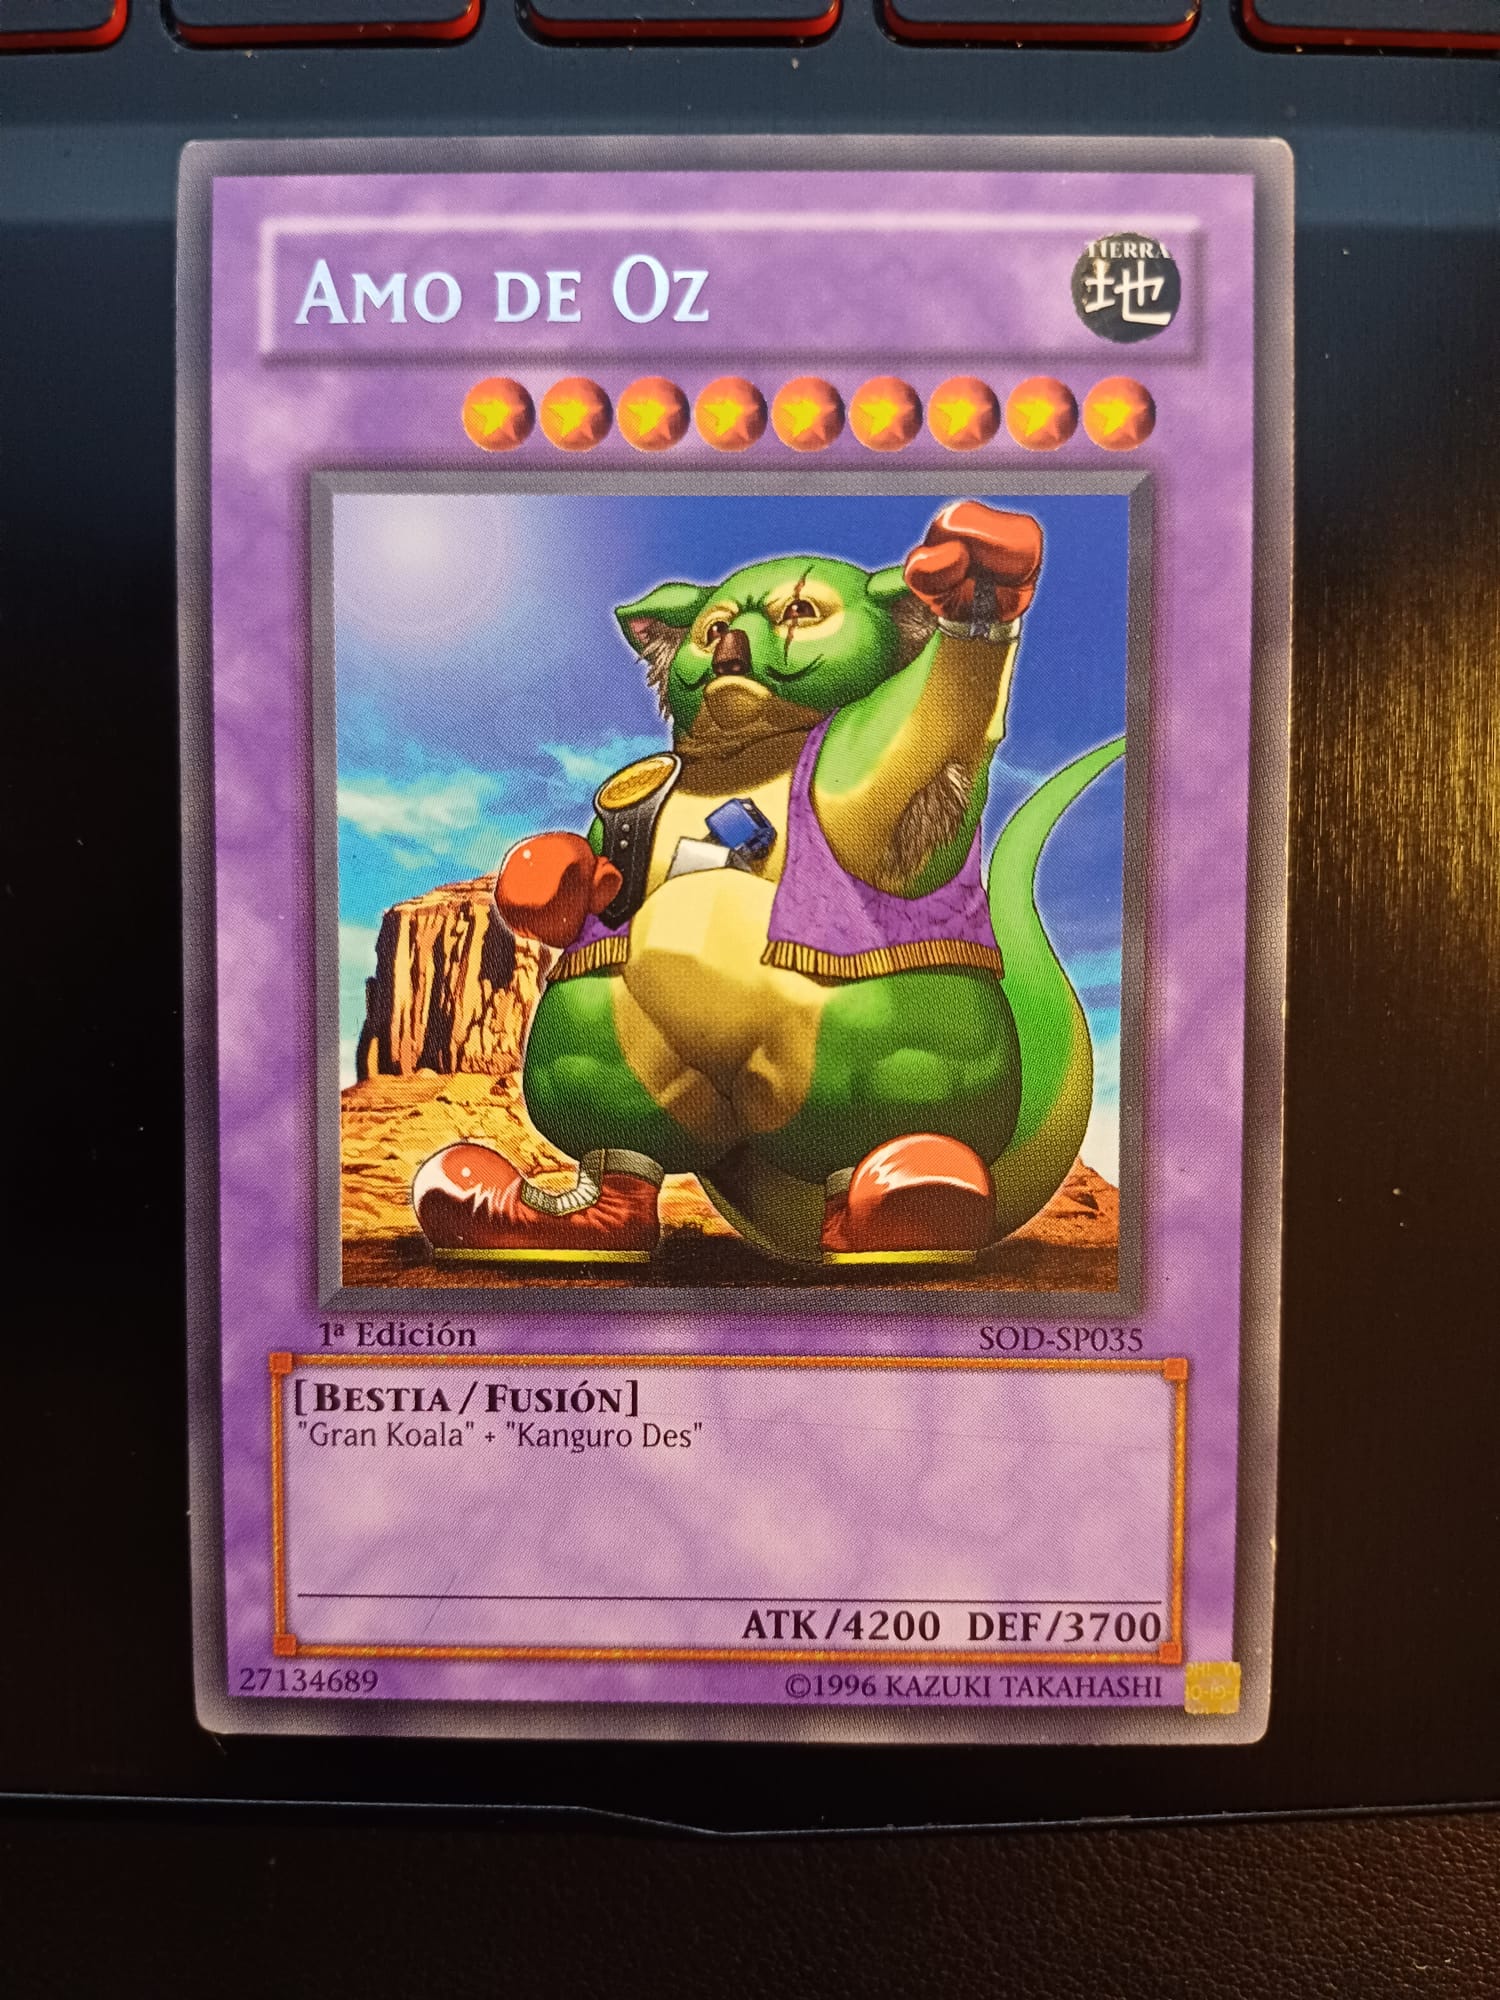 Amo de Oz
TIERRA
地
1ª Edición
SOD-SP035
[Bestia/Fusión]
"Gran Koala" + "Kanguro Des"
ATK/4200 DEF/3700
27134689
©1996 KAZUKI TAKAHASHI